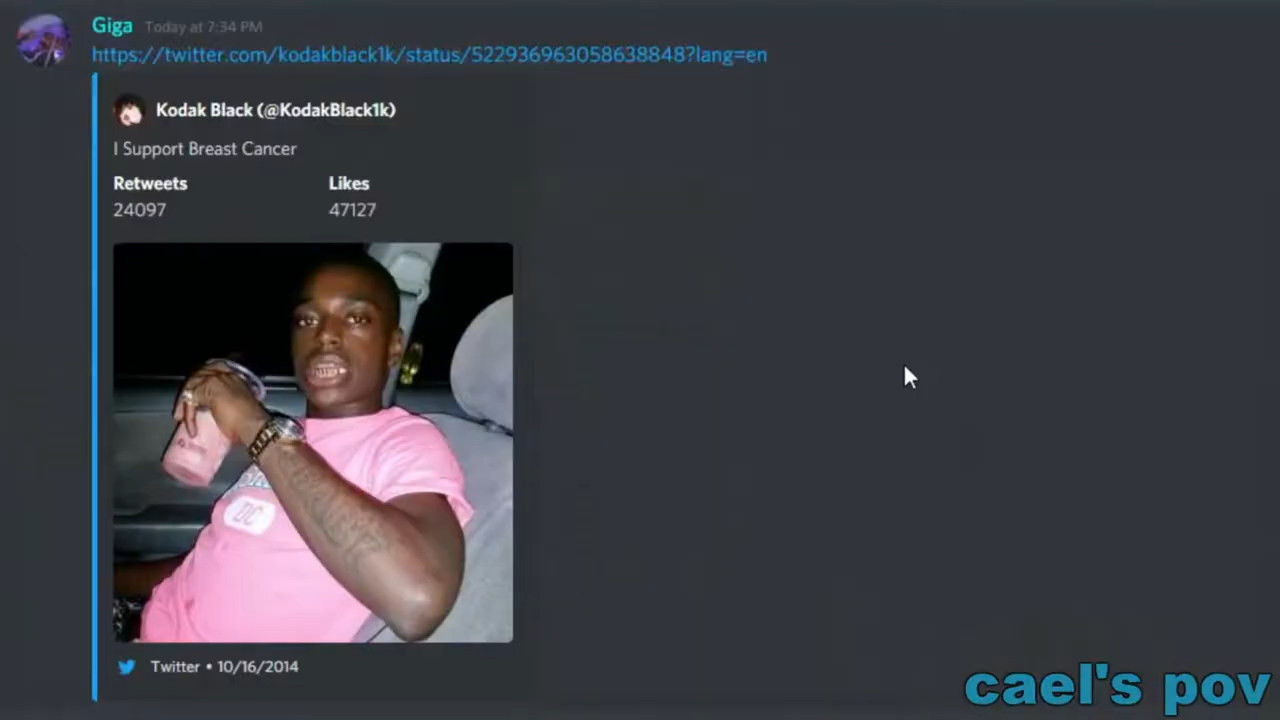 Giga Today at 7:34 PM
https://twitter.com/kodakblack1k/status/522936963058638848?lang=en
Kodak Black (@KodakBlack1k)
I Support Breast Cancer
Retweets Likes
24097 47127
Twitter • 10/16/2014
cael's pov